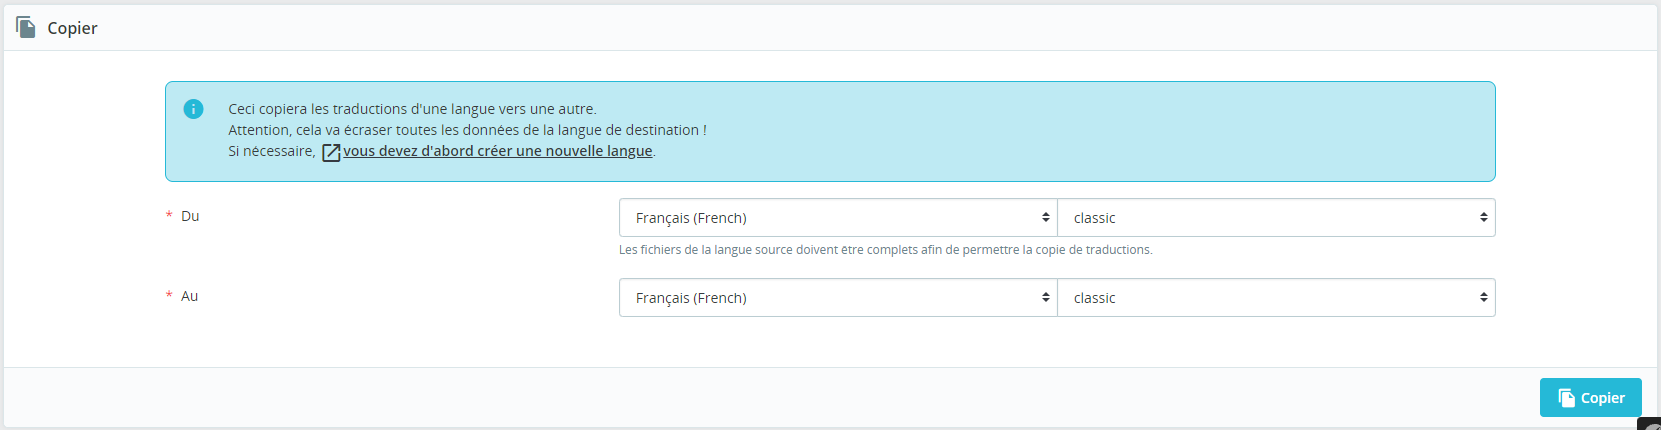 Copier
Ceci copiera les traductions d'une langue vers une autre.
Attention, cela va écraser toutes les données de la langue de destination !
Si nécessaire, vous devez d'abord créer une nouvelle langue.
* Du
Français (French)
classic
Les fichiers de la langue source doivent être complets afin de permettre la copie de traductions.
* Au
Français (French)
classic
Copier